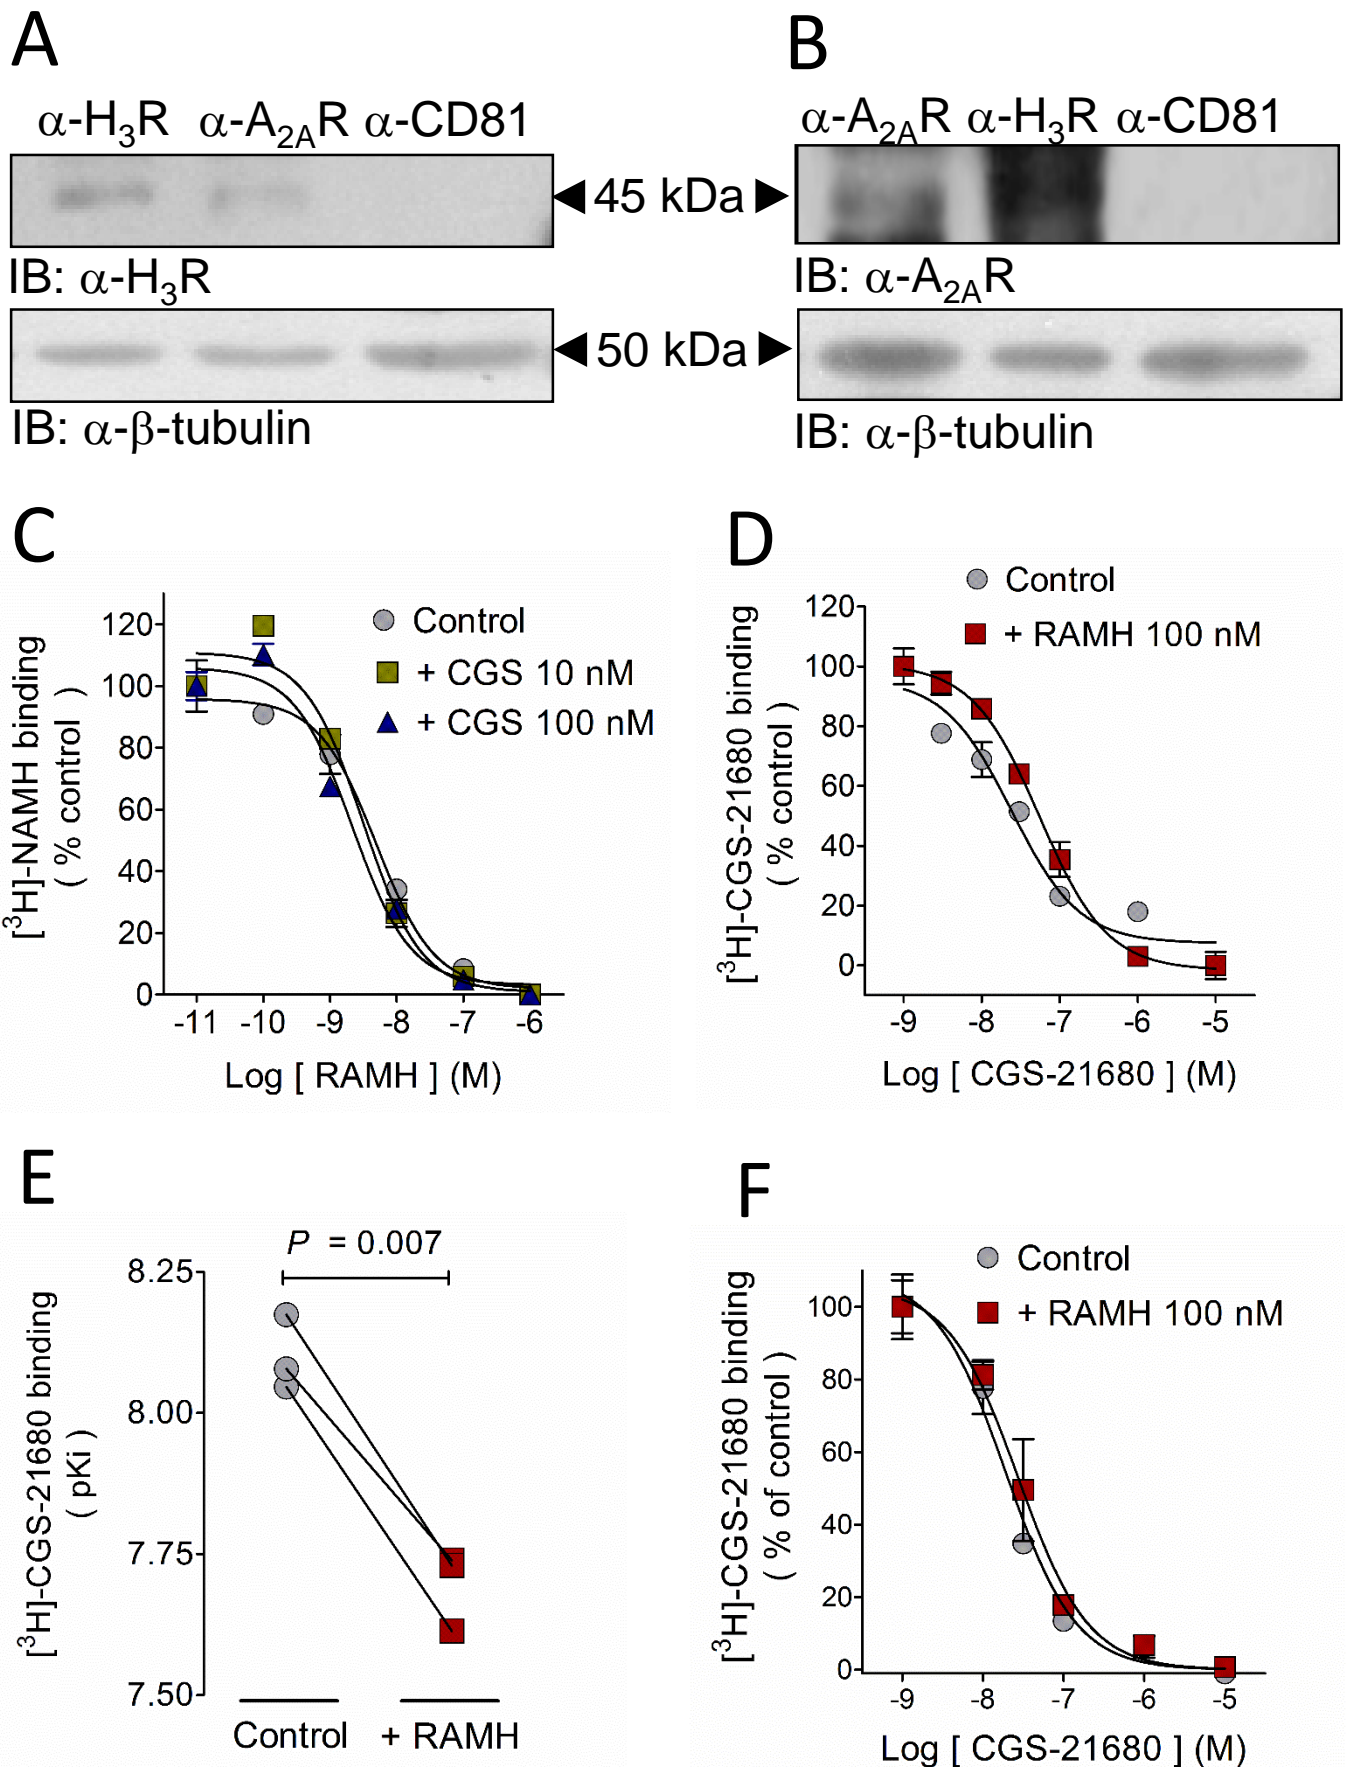 A
B
α-H3R α-A2AR α-CD81
α-A2AR α-H3R α-CD81
45 kDa
IB: α-H3R
IB: α-A2AR
50 kDa
IB: α-β-tubulin
IB: α-β-tubulin
C
[3H]-NAMH binding
( % control )
120
100
80
60
40
20
0
Control
+ CGS 10 nM
+ CGS 100 nM
-11 -10 -9 -8 -7 -6
Log [ RAMH ] (M)
D
[3H]-CGS-21680 binding
( % control )
Control
+ RAMH 100 nM
120
100
80
60
40
20
0
-9 -8 -7 -6 -5
Log [ CGS-21680 ] (M)
E
[3H]-CGS-21680 binding
( pKi )
P = 0.007
8.25
8.00
7.75
7.50
Control + RAMH
F
[3H]-CGS-21680 binding
( % of control )
Control
+ RAMH 100 nM
100
80
60
40
20
0
-9 -8 -7 -6 -5
Log [ CGS-21680 ] (M)